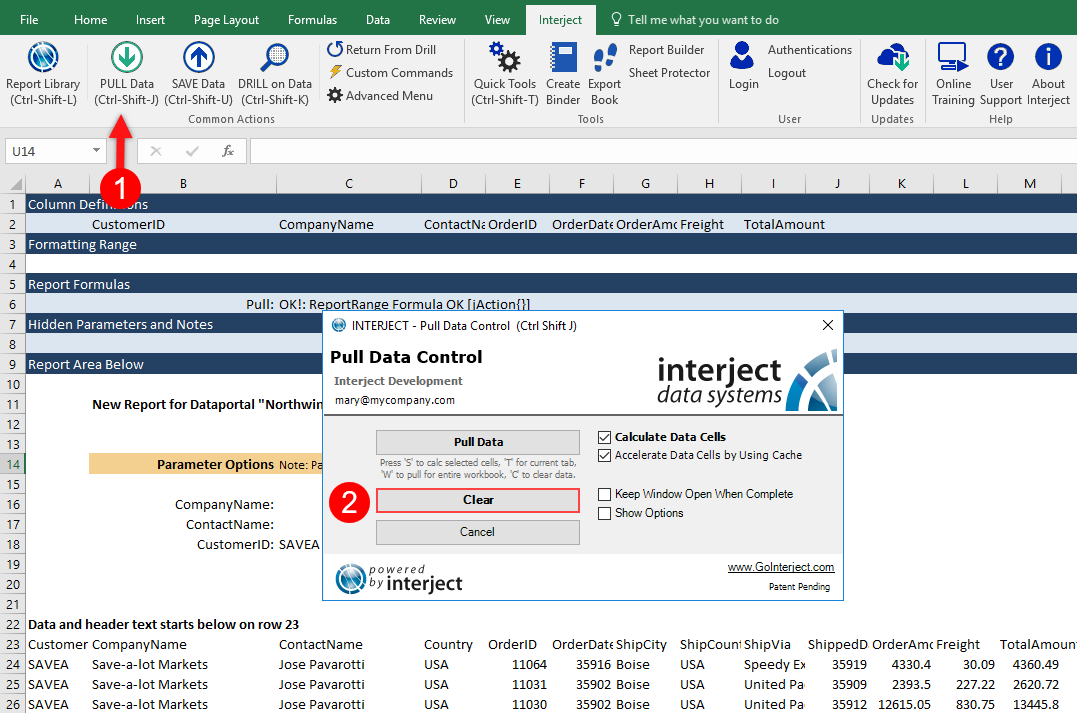 File Home Insert Page Layout Formulas Data Review View Interject Tell me what you want to do
Report Library (Ctrl-Shift-L)
PULL Data (Ctrl-Shift-J)
SAVE Data (Ctrl-Shift-U)
DRILL on Data (Ctrl-Shift-K)
Return From Drill
Custom Commands
Advanced Menu
Common Actions
Quick Tools (Ctrl-Shift-T)
Create Binder
Export Book
Report Builder
Sheet Protector
Tools
Login
Authentications
Logout
User
Check for Updates
Updates
Online Training
User Support
About Interject
Help
1
U14 fx
A B C D E F G H I J K L M
1 Column Definitions
2 CustomerID CompanyName ContactNa OrderID OrderDate OrderAmo Freight TotalAmount
3 Formatting Range
4
5 Report Formulas
6 Pull: OK!: ReportRange Formula OK [jAction{}]
7 Hidden Parameters and Notes
8
9 Report Area Below
10
11 New Report for Dataportal "Northwin
12
13
14 Parameter Options Note: Pa
15
16 CompanyName:
17 ContactName:
18 CustomerID: SAVEA
19
20
21
INTERJECT - Pull Data Control (Ctrl Shift J)
Pull Data Control
Interject Development
mary@mycompany.com
interject
data systems
Pull Data
Press 'S' to calc selected cells, 'T' for current tab,
'W' to pull for entire workbook, 'C' to clear data.
2 Clear
Cancel
Calculate Data Cells
Accelerate Data Cells by Using Cache
Keep Window Open When Complete
Show Options
powered
by interject
www.GoInterject.com
Patent Pending
22 Data and header text starts below on row 23
23 Customer CompanyName ContactName Country OrderID OrderDate ShipCity ShipCount ShipVia ShippedD OrderAmo Freight TotalAmount
24 SAVEA Save-a-lot Markets Jose Pavarotti USA 11064 35916 Boise USA Speedy Ex 35919 4330.4 30.09 4360.49
25 SAVEA Save-a-lot Markets Jose Pavarotti USA 11031 35902 Boise USA United Pa 35909 2393.5 227.22 2620.72
26 SAVEA Save-a-lot Markets Jose Pavarotti USA 11030 35902 Boise USA United Pa 35912 12615.05 830.75 13445.8